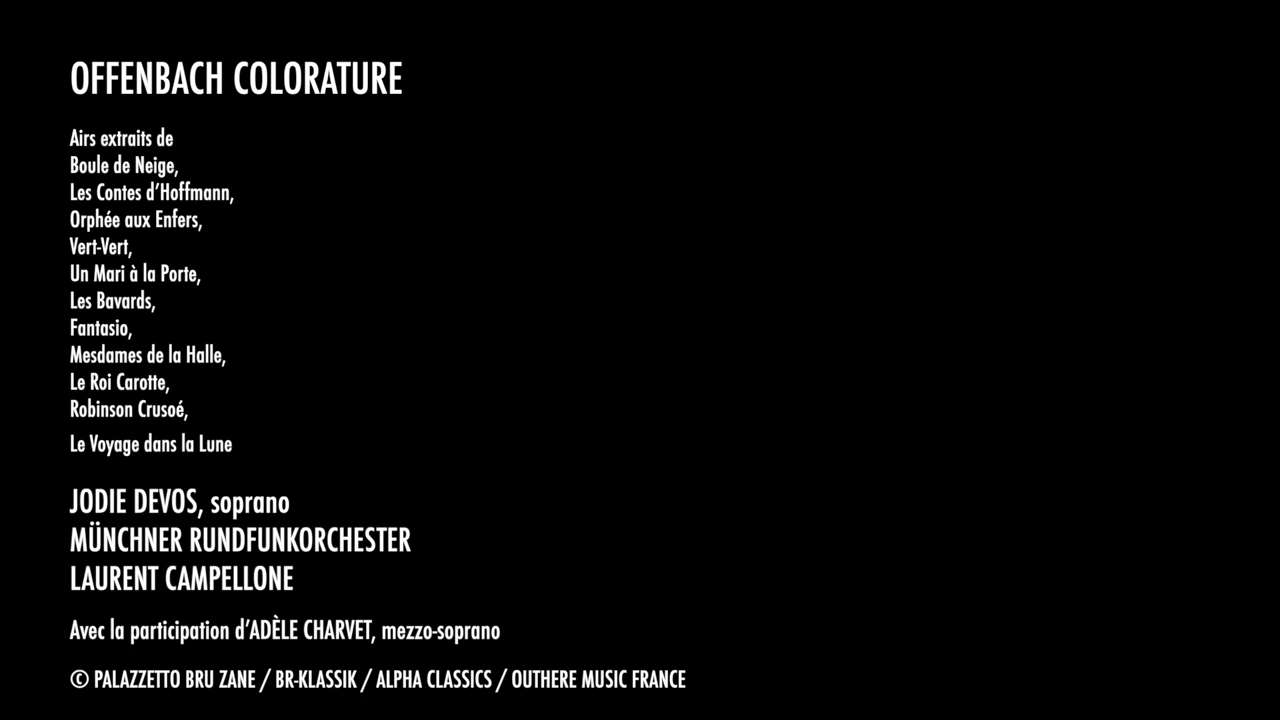 OFFENBACH COLORATURE
Airs extraits de
Boule de Neige,
Les Contes d'Hoffmann,
Orphée aux Enfers,
Vert-Vert,
Un Mari à la Porte,
Les Bavards,
Fantasio,
Mesdames de la Halle,
Le Roi Carotte,
Robinson Crusoé,
Le Voyage dans la Lune
JODIE DEVOS, soprano
MÜNCHNER RUNDFUNKORCHESTER
LAURENT CAMPELLONE
Avec la participation d'ADÈLE CHARVET, mezzo-soprano
© PALAZZETTO BRU ZANE / BR-KLASSIK / ALPHA CLASSICS / OUTHERE MUSIC FRANCE